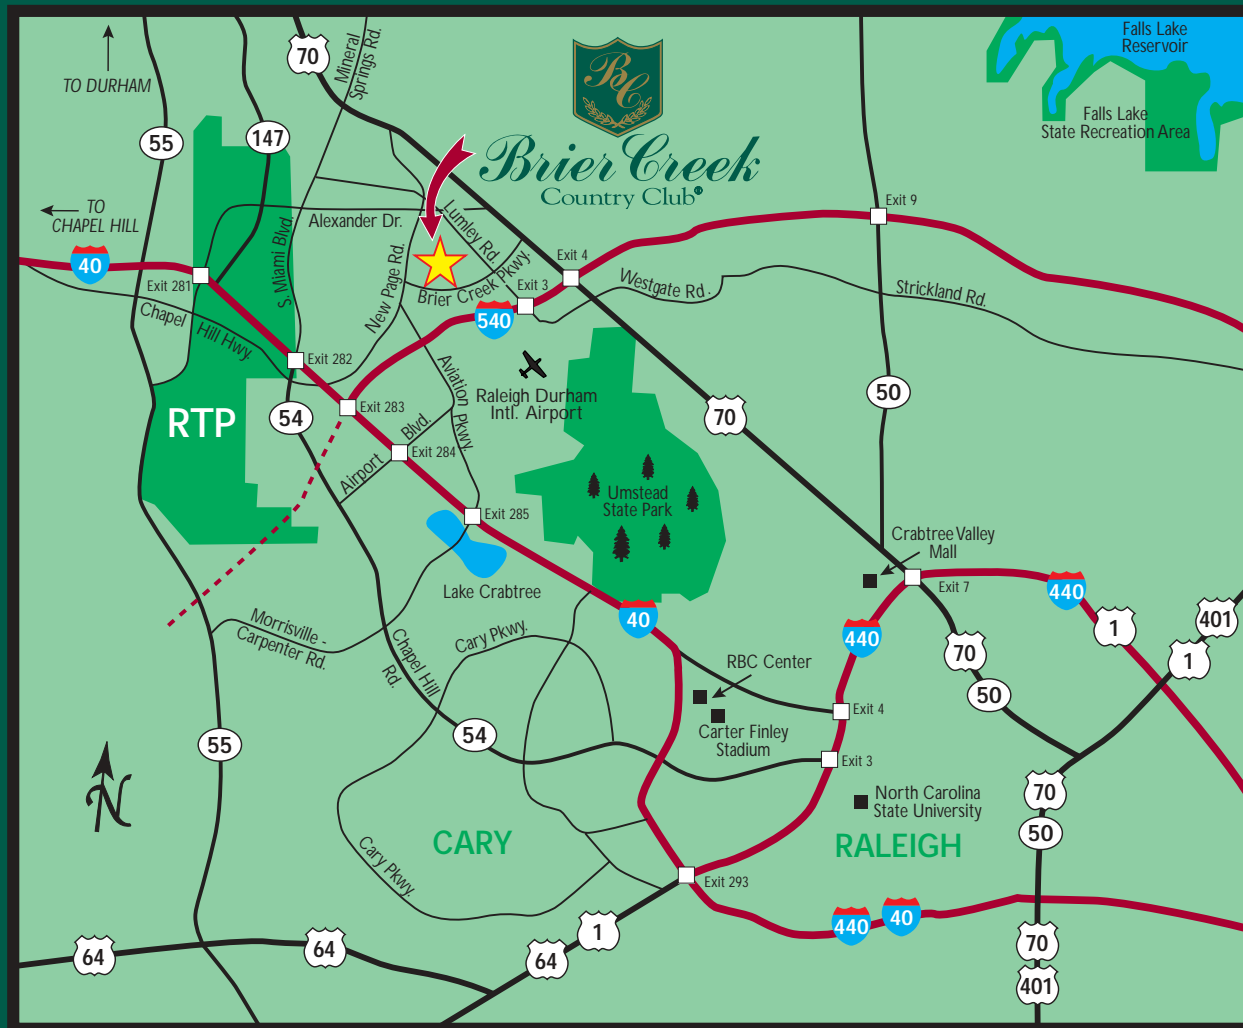 TO DURHAM
70
Mineral
Springs Rd.
BC
Brier Creek
Country Club®
Falls Lake
Reservoir
Falls Lake
State Recreation Area
55
147
TO
CHAPEL HILL
40
Exit 281
Alexander Dr.
S. Miami Blvd.
Lumley Rd.
New Page Rd.
Brier Creek Pkwy.
Exit 3
Exit 4
540
Exit 9
Westgate Rd.
Strickland Rd.
Chapel
Hill Hwy.
Exit 282
Exit 283
RTP
54
Airport
Blvd.
Exit 284
Aviation Pkwy.
Raleigh Durham
Intl. Airport
70
50
Exit 285
Umstead
State Park
Lake Crabtree
Crabtree Valley
Mall
Exit 7
440
1
401
1
40
440
70
50
Morrisville -
Carpenter Rd.
Chapel Hill
Rd.
Cary Pkwy.
RBC Center
Exit 4
Carter Finley
Stadium
Exit 3
54
55
N
North Carolina
State University
70
50
CARY
RALEIGH
Cary Pkwy.
Exit 293
440
40
1
64
64
64
70
401